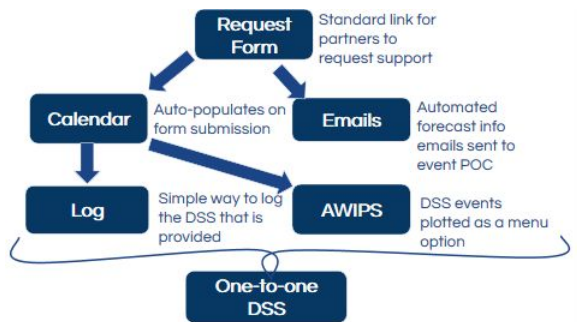 Request
Form
Standard link for
partners to
request support
Calendar
Auto-populates on
form submission
Emails
Automated
forecast info
emails sent to
event POC
Log
Simple way to log
the DSS that is
provided
AWIPS
DSS events
plotted as a menu
option
One-to-one
DSS